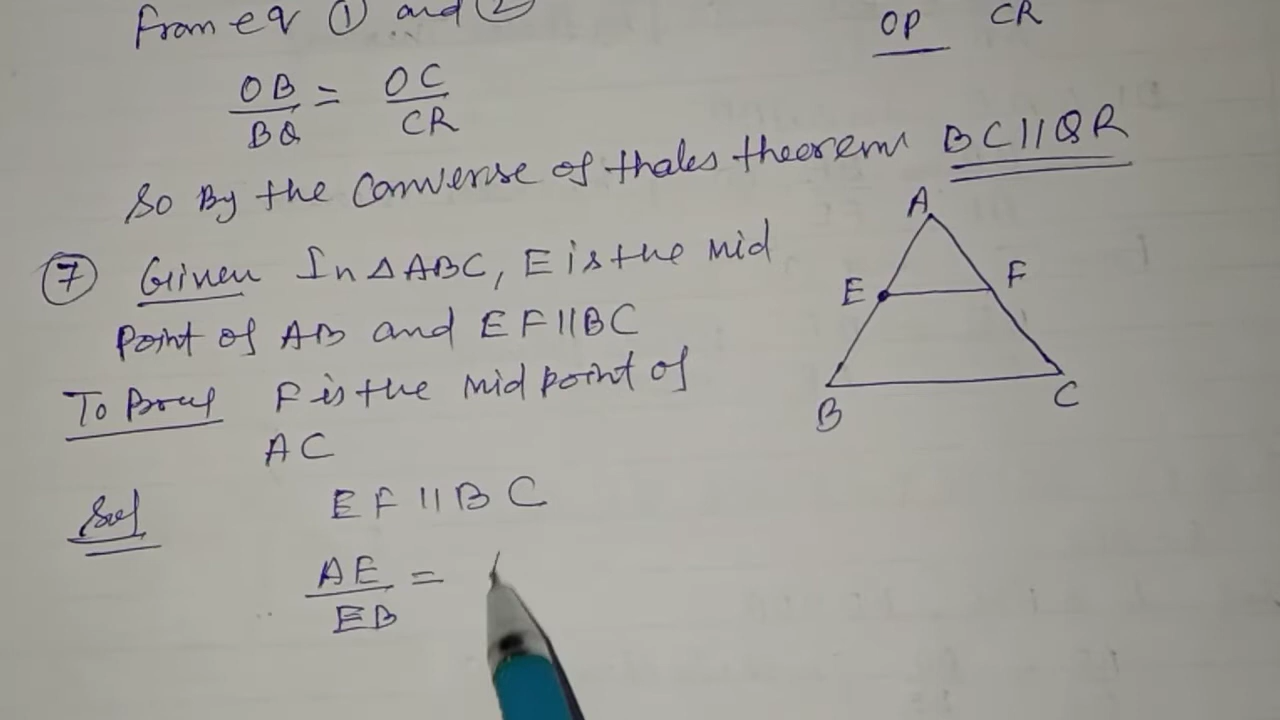 From eq ① and ②
OP CR
OB = OC
BQ CR
So By the Converse of thales theorem BC||QR
⑦ Given In △ABC, E is the mid
Point of AB and EF||BC
To Prove F is the mid point of
AC
Sol EF||BC
AE =
EB
A
E F
B C